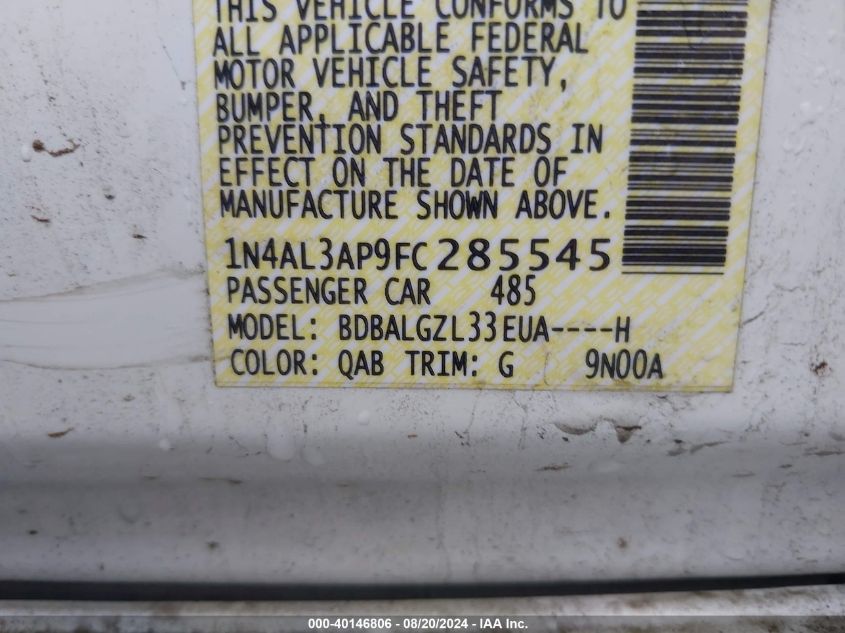 THIS VEHICLE CONFORMS TO
ALL APPLICABLE FEDERAL
MOTOR VEHICLE SAFETY,
BUMPER, AND THEFT
PREVENTION STANDARDS IN
EFFECT ON THE DATE OF
MANUFACTURE SHOWN ABOVE.
1N4AL3AP9FC285545
PASSENGER CAR 485
MODEL: BDBALGZL33EUA----H
COLOR: QAB TRIM: G 9N00A
000-40146806 - 08/20/2024 - IAA Inc.